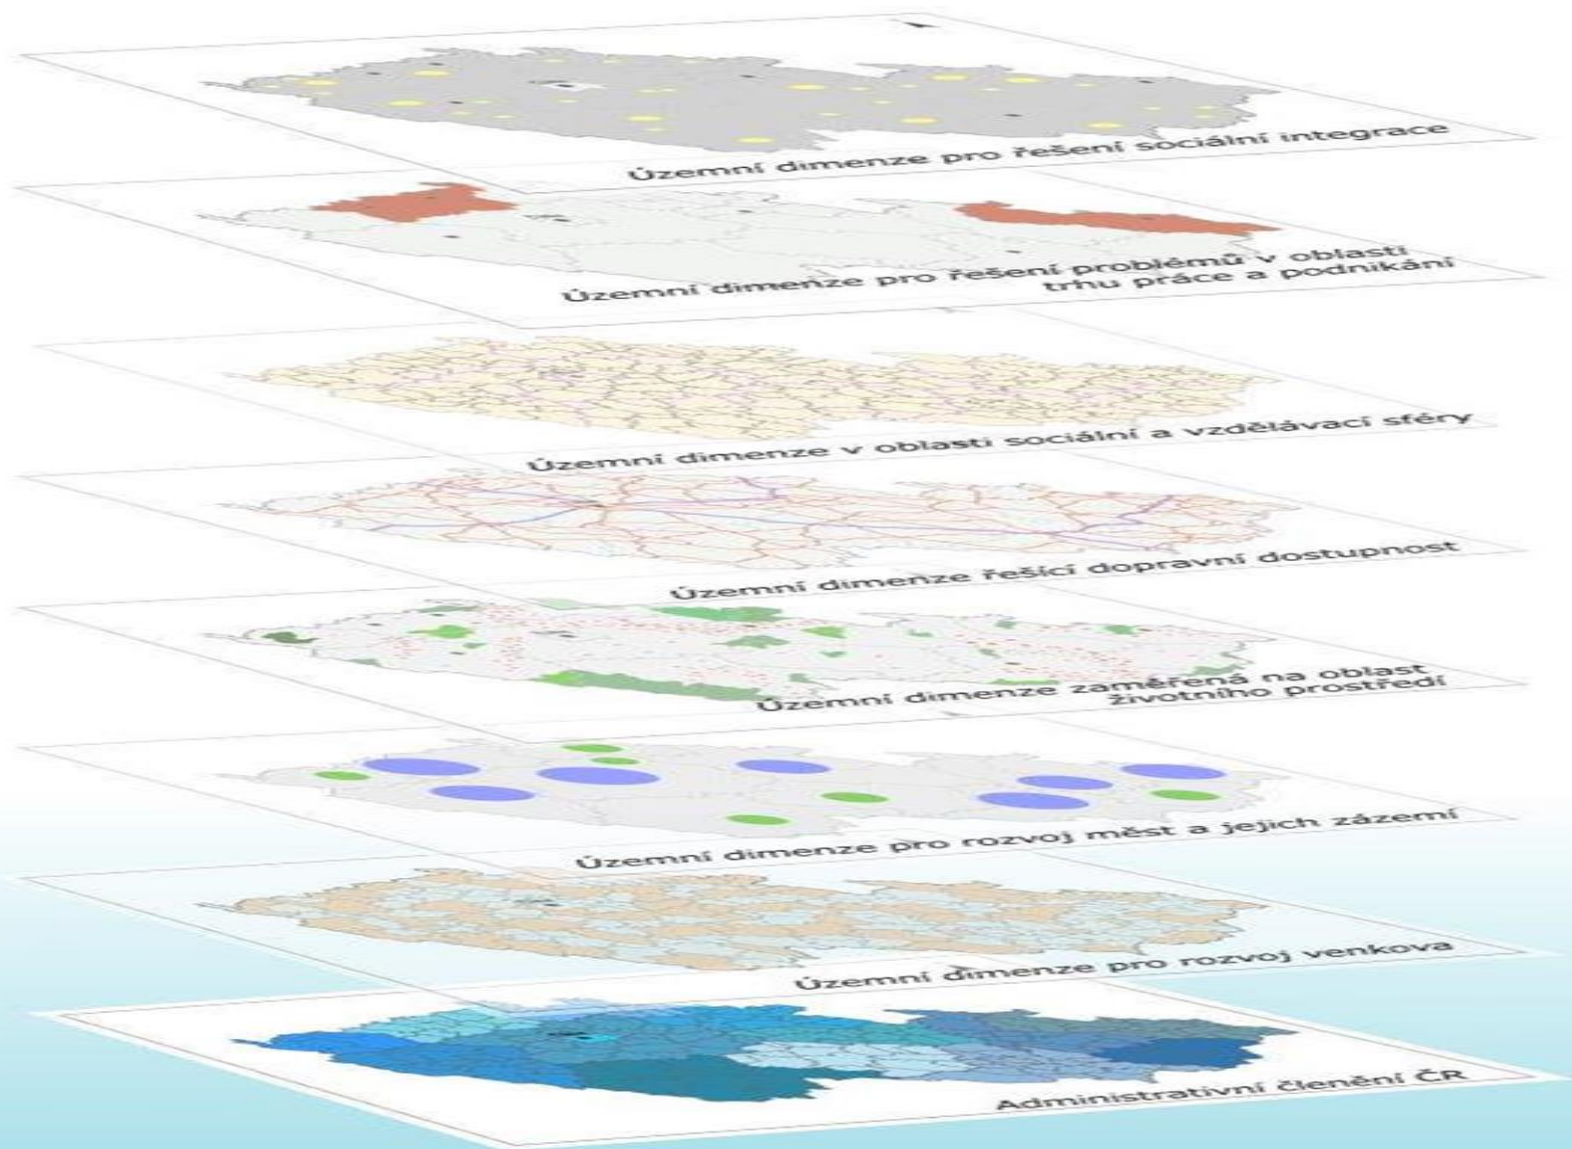 Územní dimenze pro řešení sociální integrace
Územní dimenze pro řešení problémů v oblasti
trhu práce a podnikání
Územní dimenze v oblasti sociální a vzdělávací sféry
Územní dimenze řešící dopravní dostupnost
Územní dimenze zaměřená na oblast
životního prostředí
Územní dimenze pro rozvoj měst a jejich zázemí
Územní dimenze pro rozvoj venkova
Administrativní členění ČR